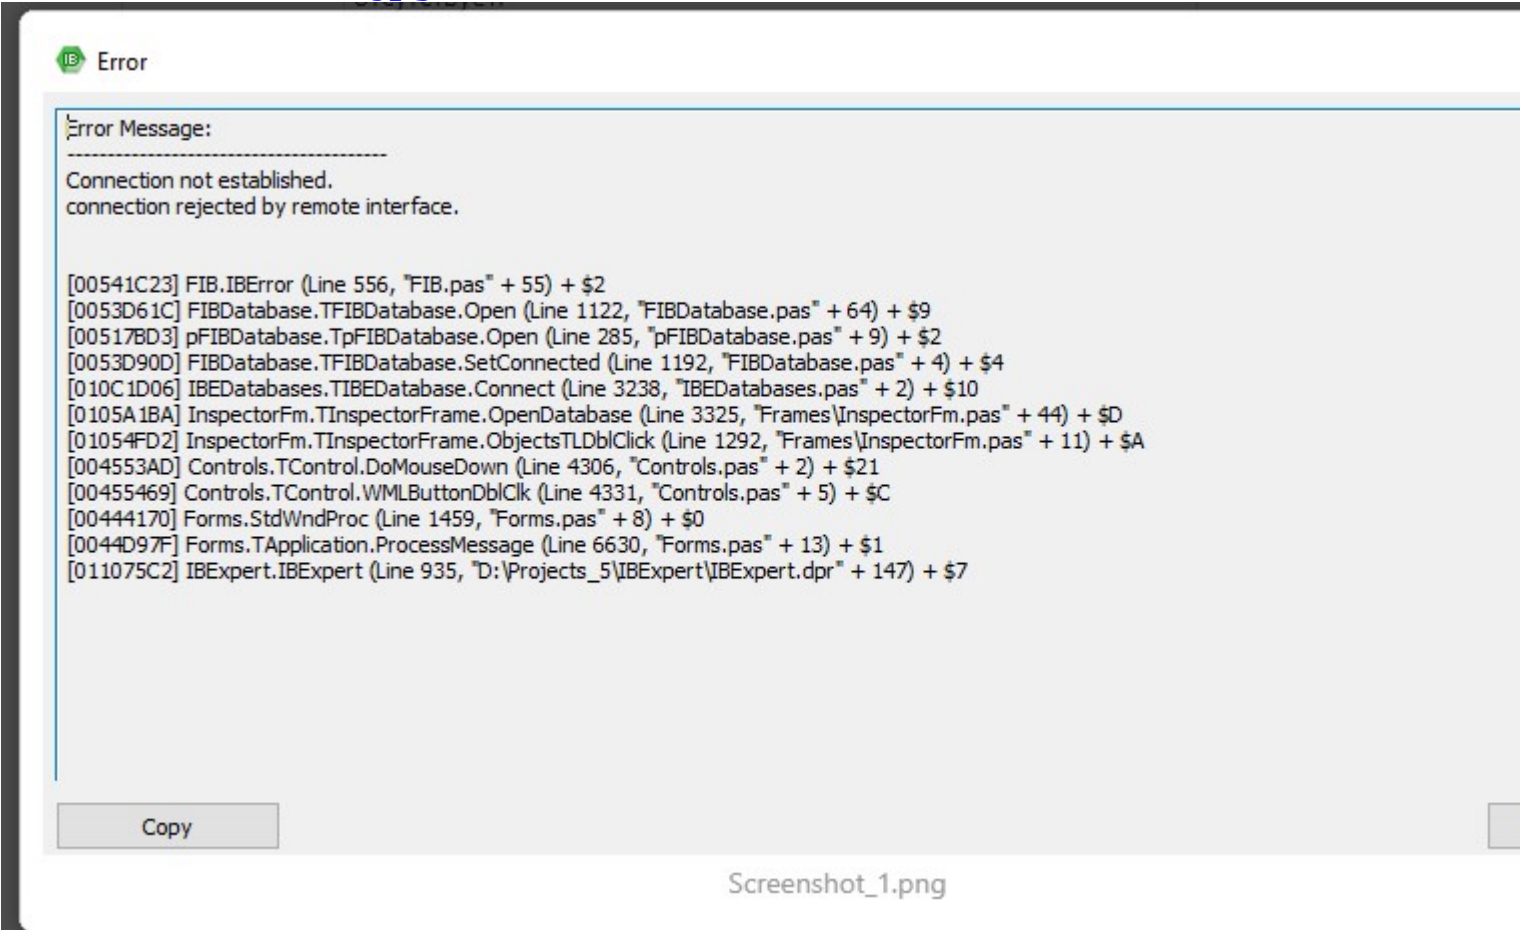 Error
Error Message:
----------------------------------------
Connection not established.
connection rejected by remote interface.
[00541C23] FIB.IBError (Line 556, "FIB.pas" + 55) + $2
[0053D61C] FIBDatabase.TFIBDatabase.Open (Line 1122, "FIBDatabase.pas" + 64) + $9
[00517BD3] pFIBDatabase.TpFIBDatabase.Open (Line 285, "pFIBDatabase.pas" + 9) + $2
[0053D90D] FIBDatabase.TFIBDatabase.SetConnected (Line 1192, "FIBDatabase.pas" + 4) + $4
[010C1D06] IBEDatabases.TIBEDatabase.Connect (Line 3238, "IBEDatabases.pas" + 2) + $10
[0105A1BA] InspectorFm.TInspectorFrame.OpenDatabase (Line 3325, "Frames\InspectorFm.pas" + 44) + $D
[01054FD2] InspectorFm.TInspectorFrame.ObjectsTLDblClick (Line 1292, "Frames\InspectorFm.pas" + 11) + $A
[004553AD] Controls.TControl.DoMouseDown (Line 4306, "Controls.pas" + 2) + $21
[00455469] Controls.TControl.WMLButtonDblClk (Line 4331, "Controls.pas" + 5) + $C
[00444170] Forms.StdWndProc (Line 1459, "Forms.pas" + 8) + $0
[0044D97F] Forms.TApplication.ProcessMessage (Line 6630, "Forms.pas" + 13) + $1
[011075C2] IBExpert.IBExpert (Line 935, "D:\Projects_5\IBExpert\IBExpert.dpr" + 147) + $7
Copy
Screenshot_1.png